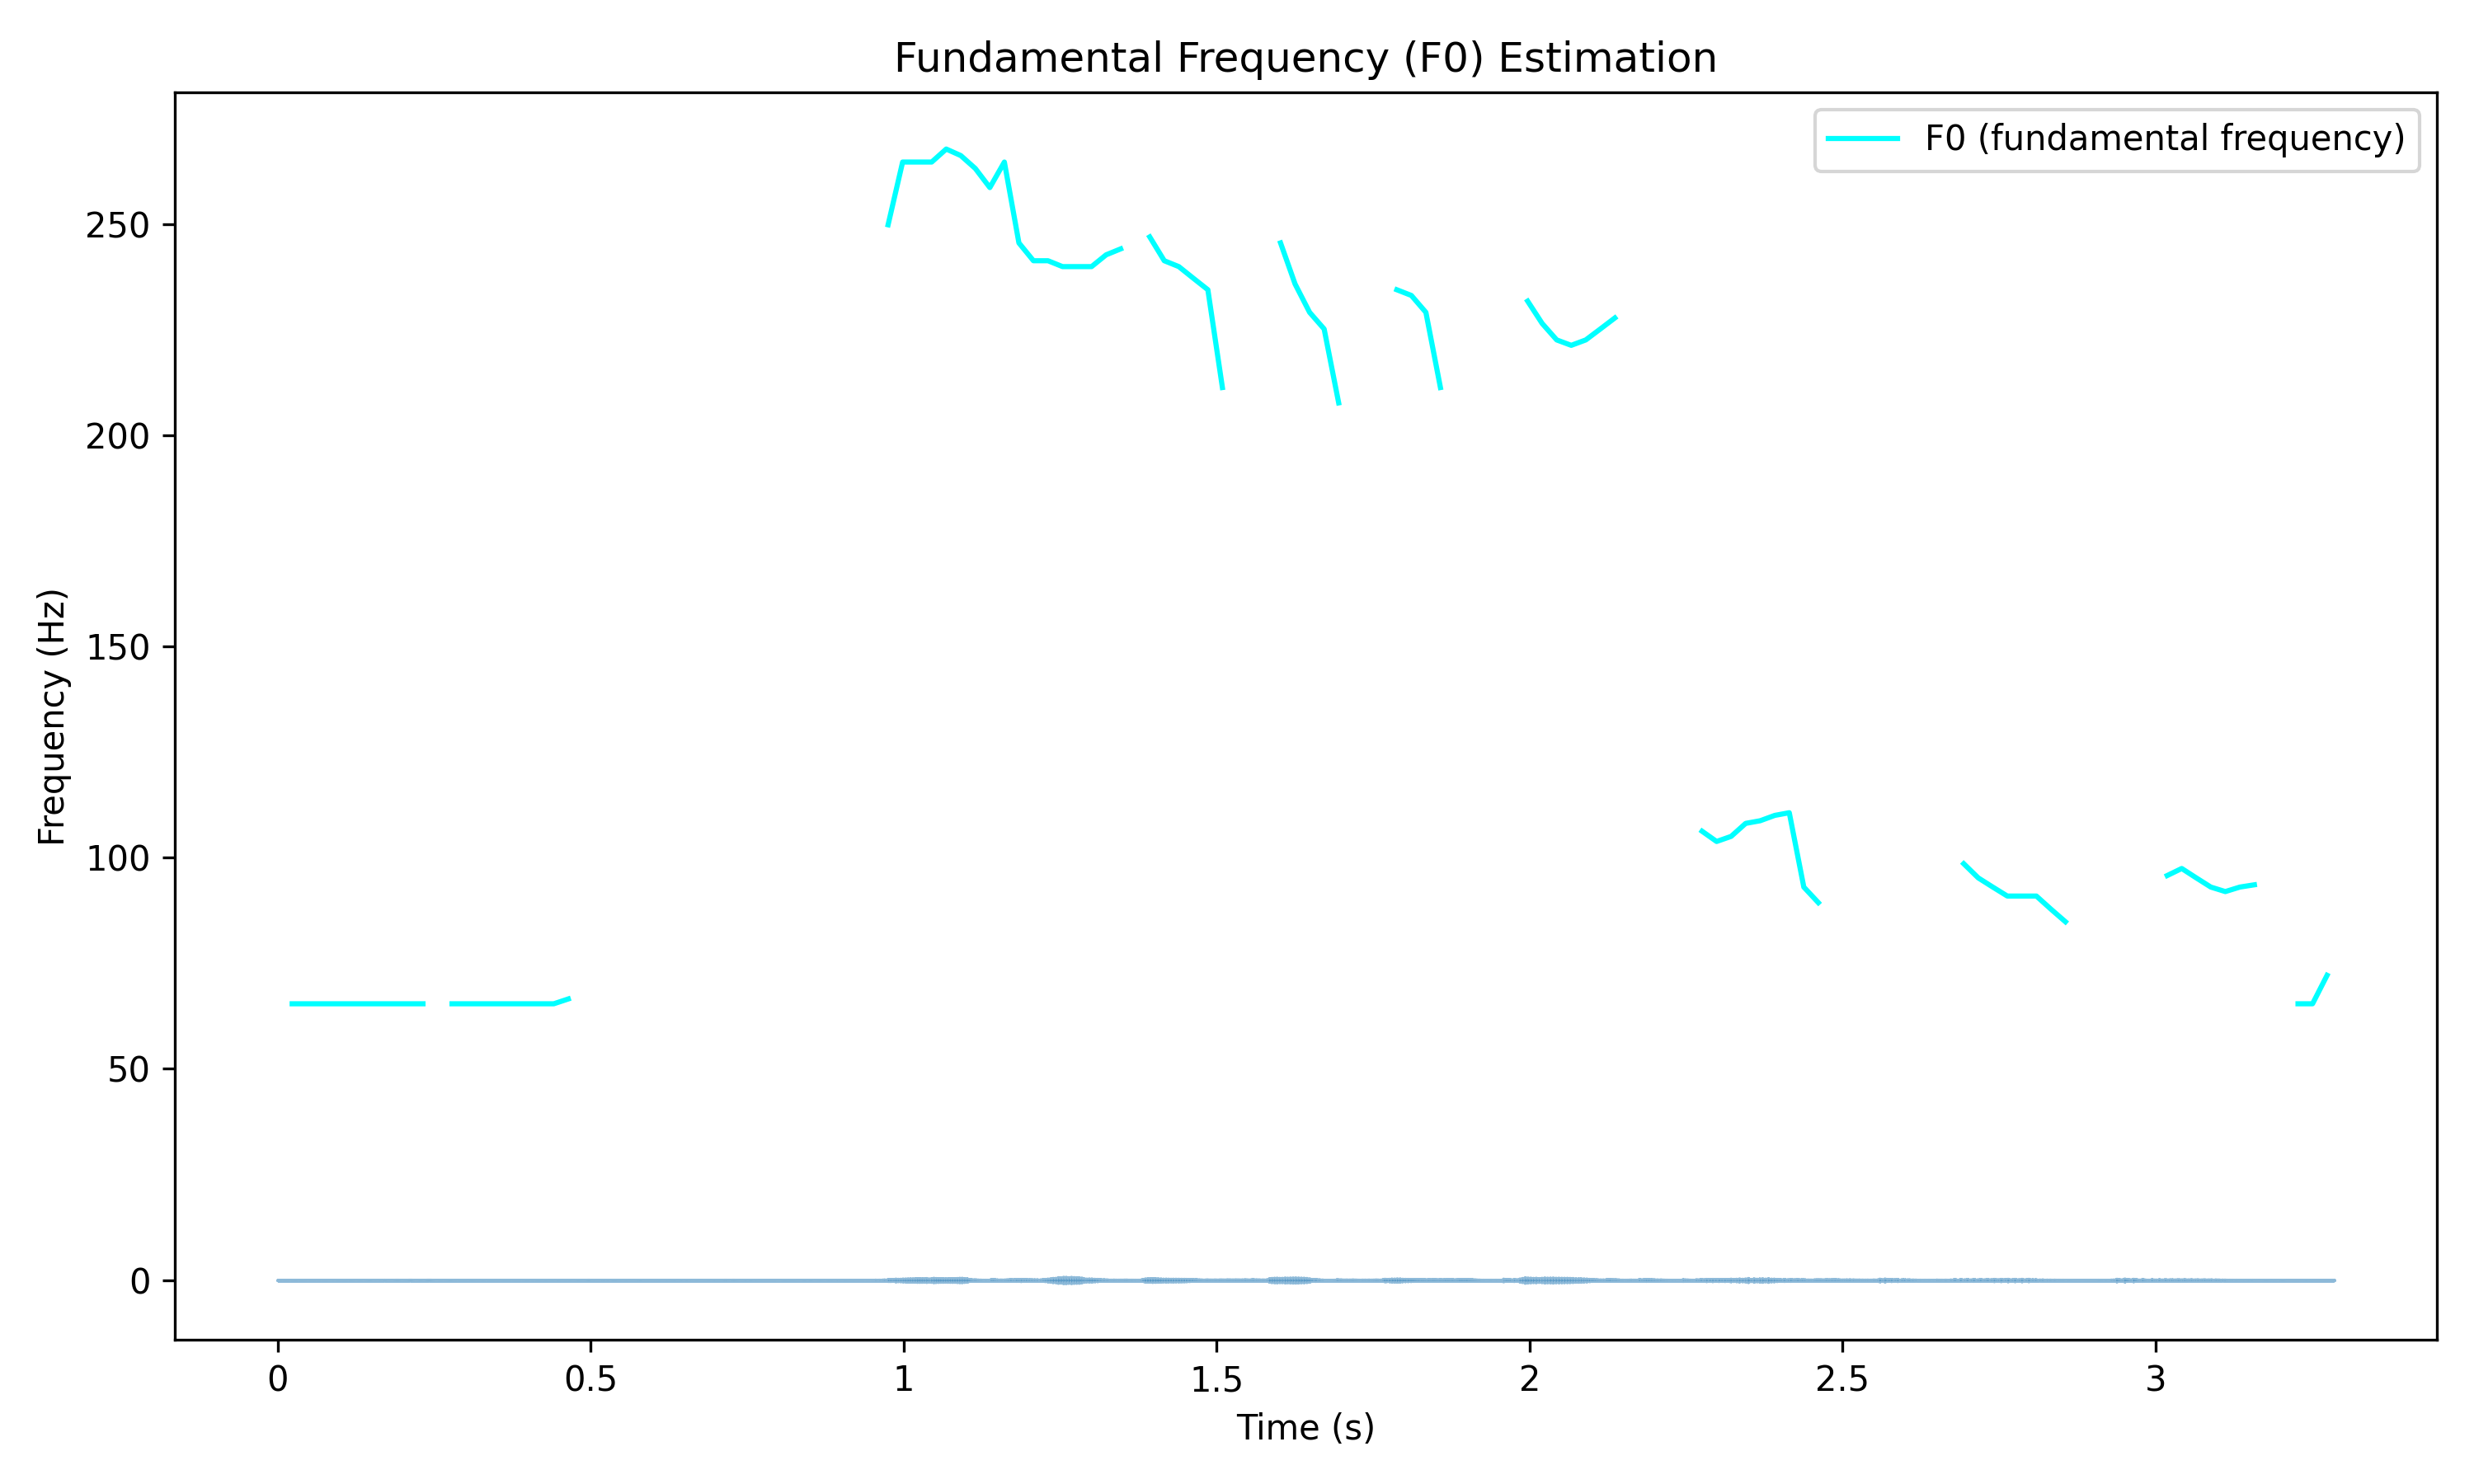 Fundamental Frequency (F0) Estimation
F0 (fundamental frequency)
Frequency (Hz)
250
200
150
100
50
0
0 0.5 1 1.5 2 2.5 3
Time (s)